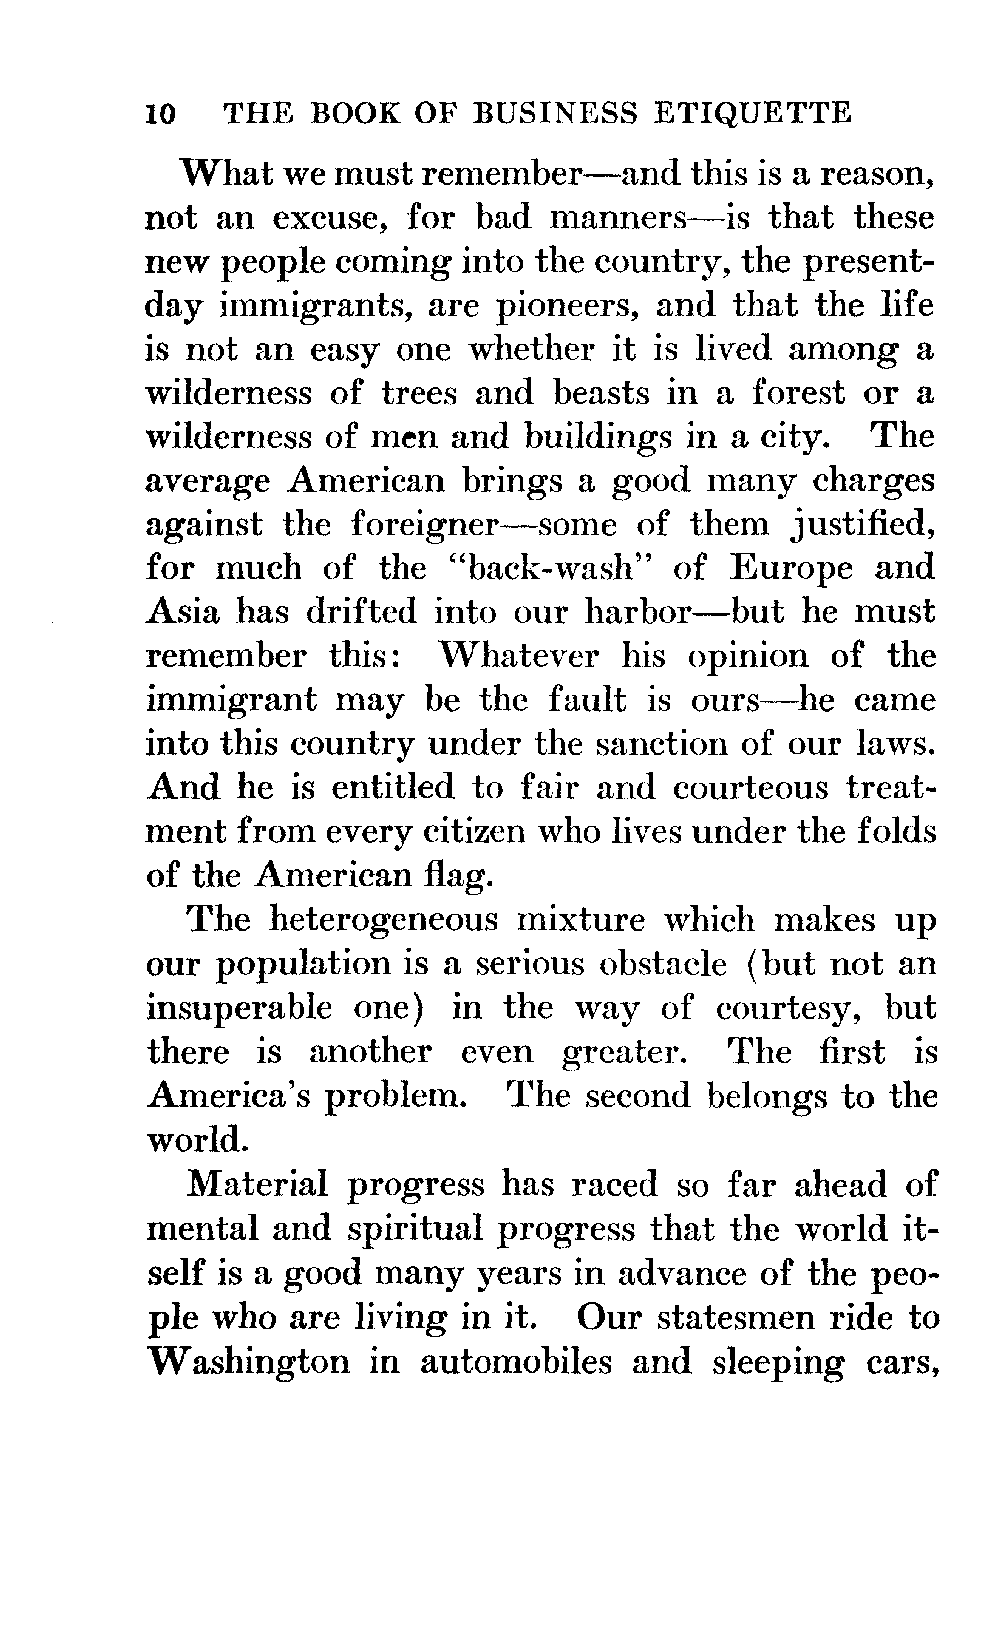 10 THE BOOK OF BUSINESS ETIQUETTE
What we must remember—and this is a reason,
not an excuse, for bad manners—is that these
new people coming into the country, the present-
day immigrants, are pioneers, and that the life
is not an easy one whether it is lived among a
wilderness of trees and beasts in a forest or a
wilderness of men and buildings in a city. The
average American brings a good many charges
against the foreigner—some of them justified,
for much of the “back-wash” of Europe and
Asia has drifted into our harbor—but he must
remember this: Whatever his opinion of the
immigrant may be the fault is ours—he came
into this country under the sanction of our laws.
And he is entitled to fair and courteous treat-
ment from every citizen who lives under the folds
of the American flag.
The heterogeneous mixture which makes up
our population is a serious obstacle (but not an
insuperable one) in the way of courtesy, but
there is another even greater. The first is
America's problem. The second belongs to the
world.
Material progress has raced so far ahead of
mental and spiritual progress that the world it-
self is a good many years in advance of the peo-
ple who are living in it. Our statesmen ride to
Washington in automobiles and sleeping cars,